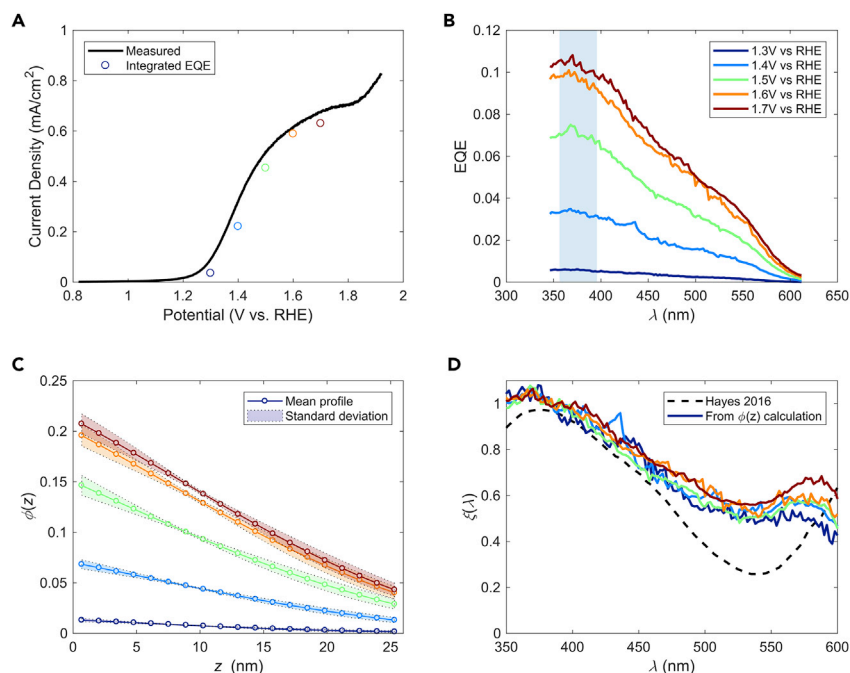 A
Measured
Integrated EQE
Current Density (mA/cm²)
1
0.8
0.6
0.4
0.2
0
1
1.2
1.4
1.6
1.8
2
0.8
Potential (V vs. RHE)
B
1.3V vs RHE
1.4V vs RHE
1.5V vs RHE
1.6V vs RHE
1.7V vs RHE
EQE
0.12
0.1
0.08
0.06
0.04
0.02
0
300
350
400
450
500
550
600
650
λ (nm)
C
Mean profile
Standard deviation
ϕ(z)
0.25
0.2
0.15
0.1
0.05
0
0
5
10
15
20
25
z (nm)
D
Hayes 2016
From ϕ(z) calculation
ξ(λ)
1
0.8
0.6
0.4
0.2
0
350
400
450
500
550
600
λ (nm)